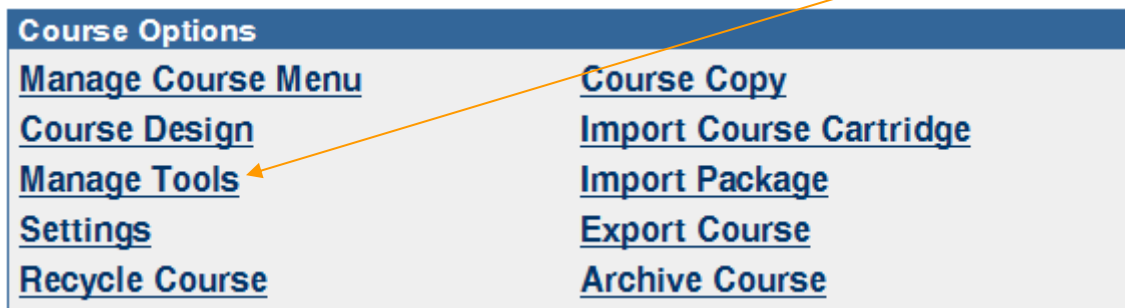 Course Options
Manage Course Menu
Course Design
Manage Tools
Settings
Recycle Course
Course Copy
Import Course Cartridge
Import Package
Export Course
Archive Course